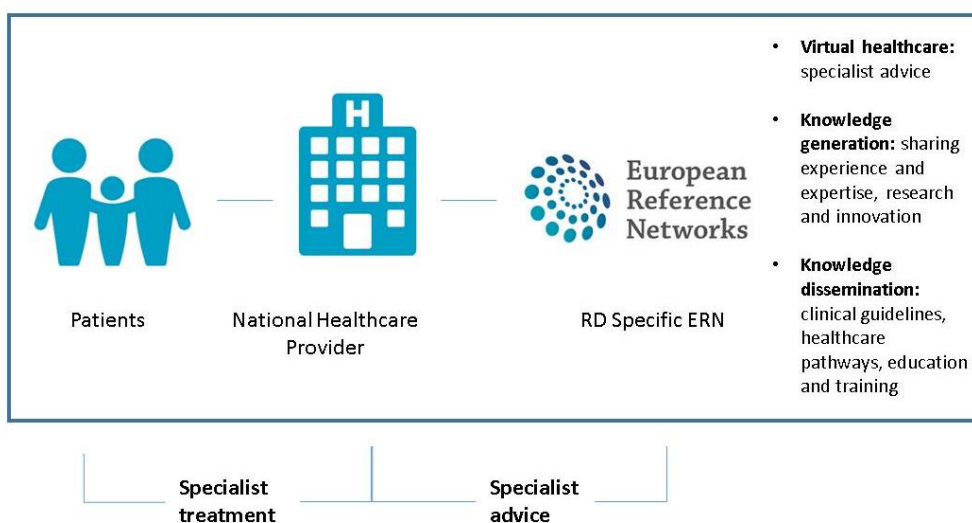 H
European
Reference
Networks
Patients
National Healthcare
Provider
RD Specific ERN
• Virtual healthcare:
specialist advice
• Knowledge
generation: sharing
experience and
expertise, research
and innovation
• Knowledge
dissemination:
clinical guidelines,
healthcare
pathways, education
and training
Specialist
treatment
Specialist
advice